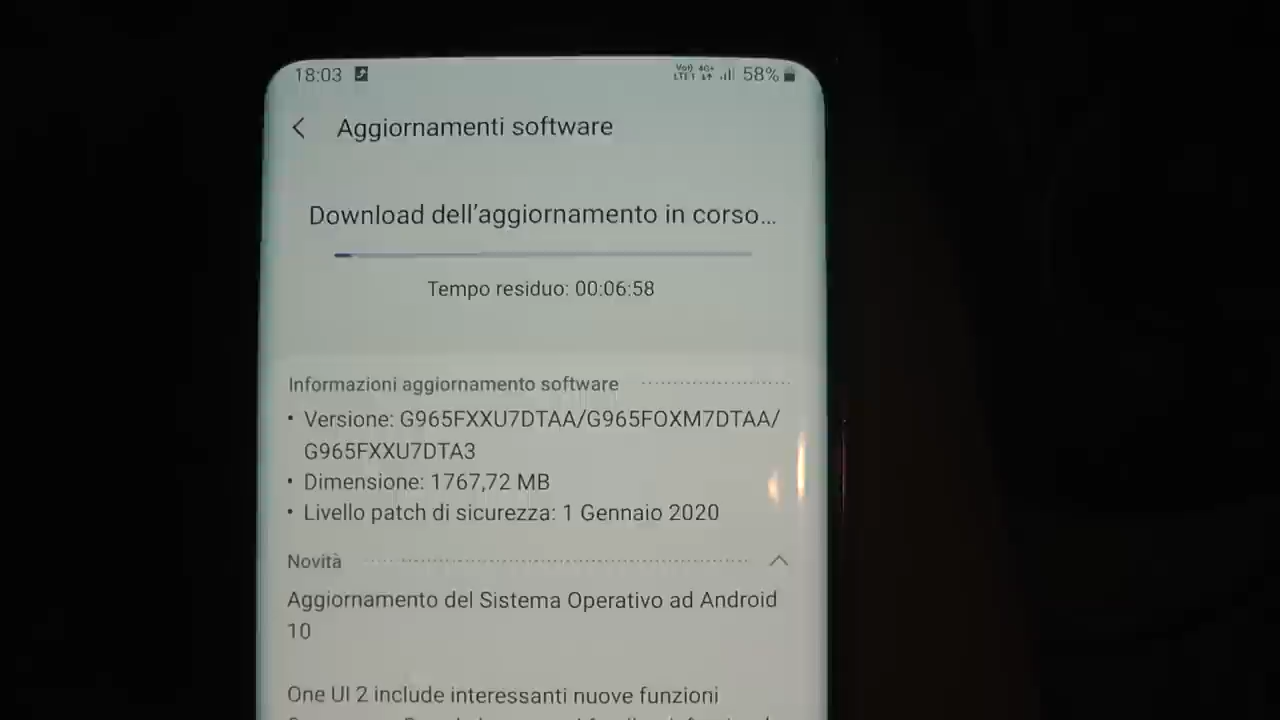 18:03 58%
Aggiornamenti software
Download dell'aggiornamento in corso...
Tempo residuo: 00:06:58
Informazioni aggiornamento software
• Versione: G965FXXU7DTAA/G965FOXM7DTAA/
G965FXXU7DTA3
• Dimensione: 1767,72 MB
• Livello patch di sicurezza: 1 Gennaio 2020
Novità
Aggiornamento del Sistema Operativo ad Android
10
One UI 2 include interessanti nuove funzioni